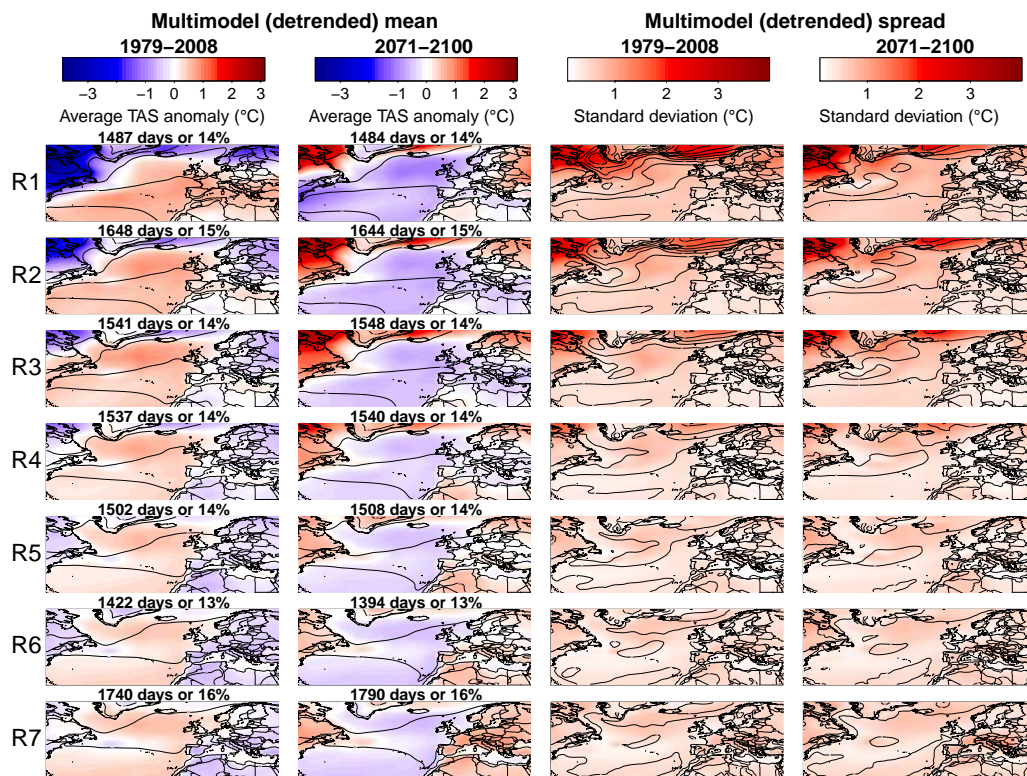 Multimodel (detrended) mean Multimodel (detrended) spread
1979−2008 2071−2100 1979−2008 2071−2100
−3 −2 −1 0 1 2 3 −3 −2 −1 0 1 2 3 1 2 3 1 2 3
Average TAS anomaly (°C) Average TAS anomaly (°C) Standard deviation (°C) Standard deviation (°C)
1487 days or 14% 1484 days or 14%
R1
1648 days or 15% 1644 days or 15%
R2
1541 days or 14% 1548 days or 14%
R3
1537 days or 14% 1540 days or 14%
R4
1502 days or 14% 1508 days or 14%
R5
1422 days or 13% 1394 days or 13%
R6
1740 days or 16% 1790 days or 16%
R7